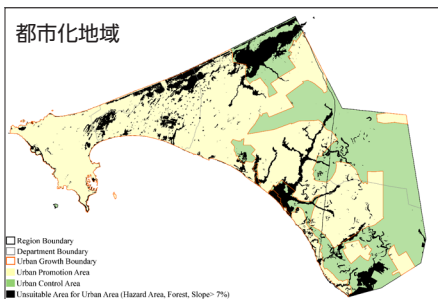 都市化地域
Region Boundary
Department Boundary
Urban Growth Boundary
Urban Promotion Area
Urban Control Area
Unsuitable Area for Urban Area (Hazard Area, Forest, Slope> 7%)